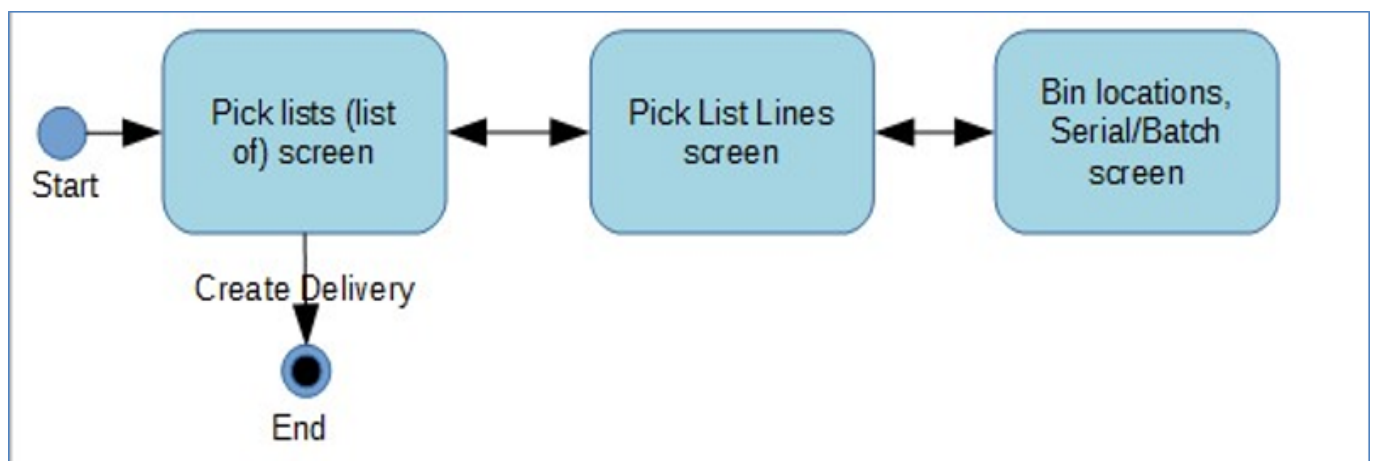 Start
Pick lists (list
of) screen
Pick List Lines
screen
Bin locations,
Serial/Batch
screen
Create Delivery
End